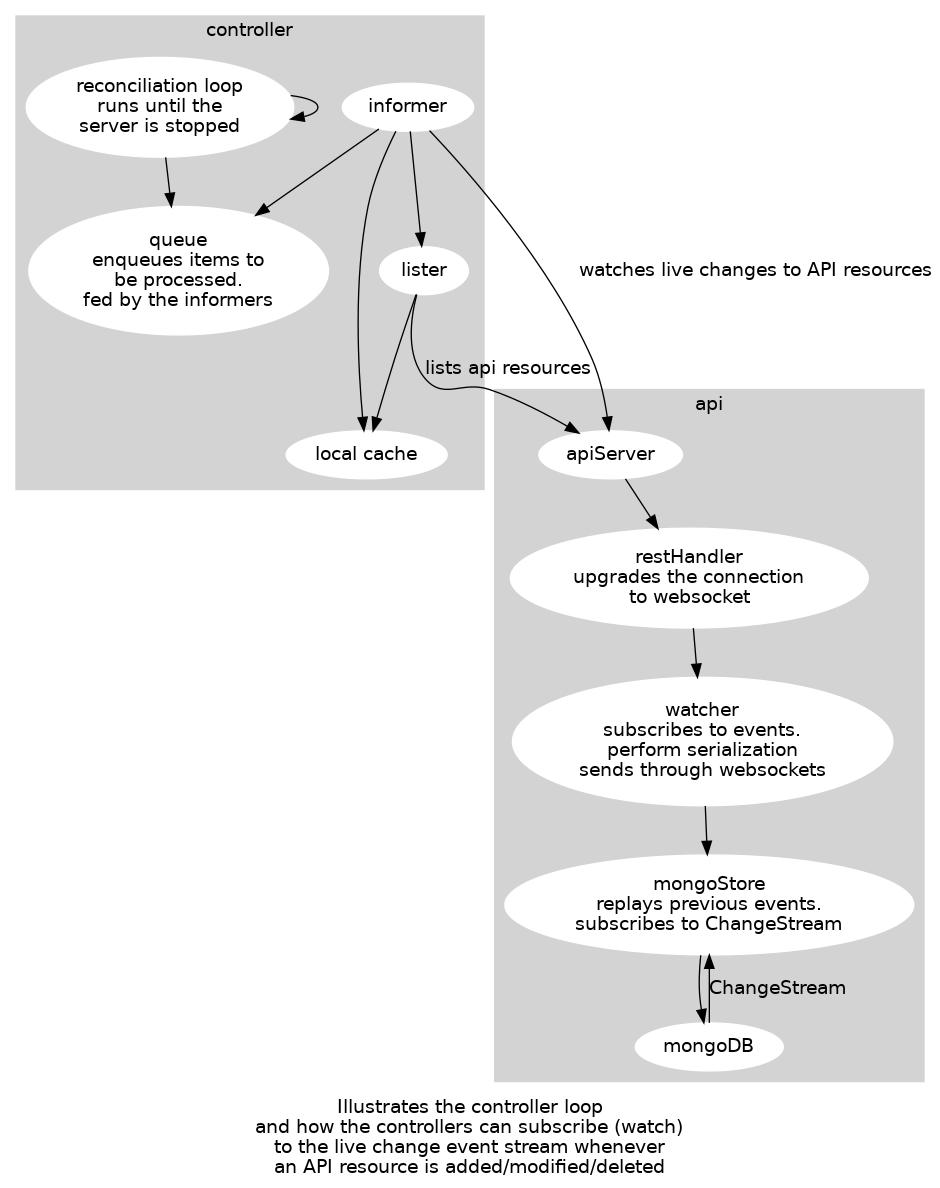 controller
reconciliation loop
runs until the
server is stopped
informer
queue
enqueues items to
be processed.
fed by the informers
lister
watches live changes to API resources
lists api resources
local cache
api
apiServer
restHandler
upgrades the connection
to websocket
watcher
subscribes to events.
perform serialization
sends through websockets
mongoStore
replays previous events.
subscribes to ChangeStream
ChangeStream
mongoDB
Illustrates the controller loop
and how the controllers can subscribe (watch)
to the live change event stream whenever
an API resource is added/modified/deleted